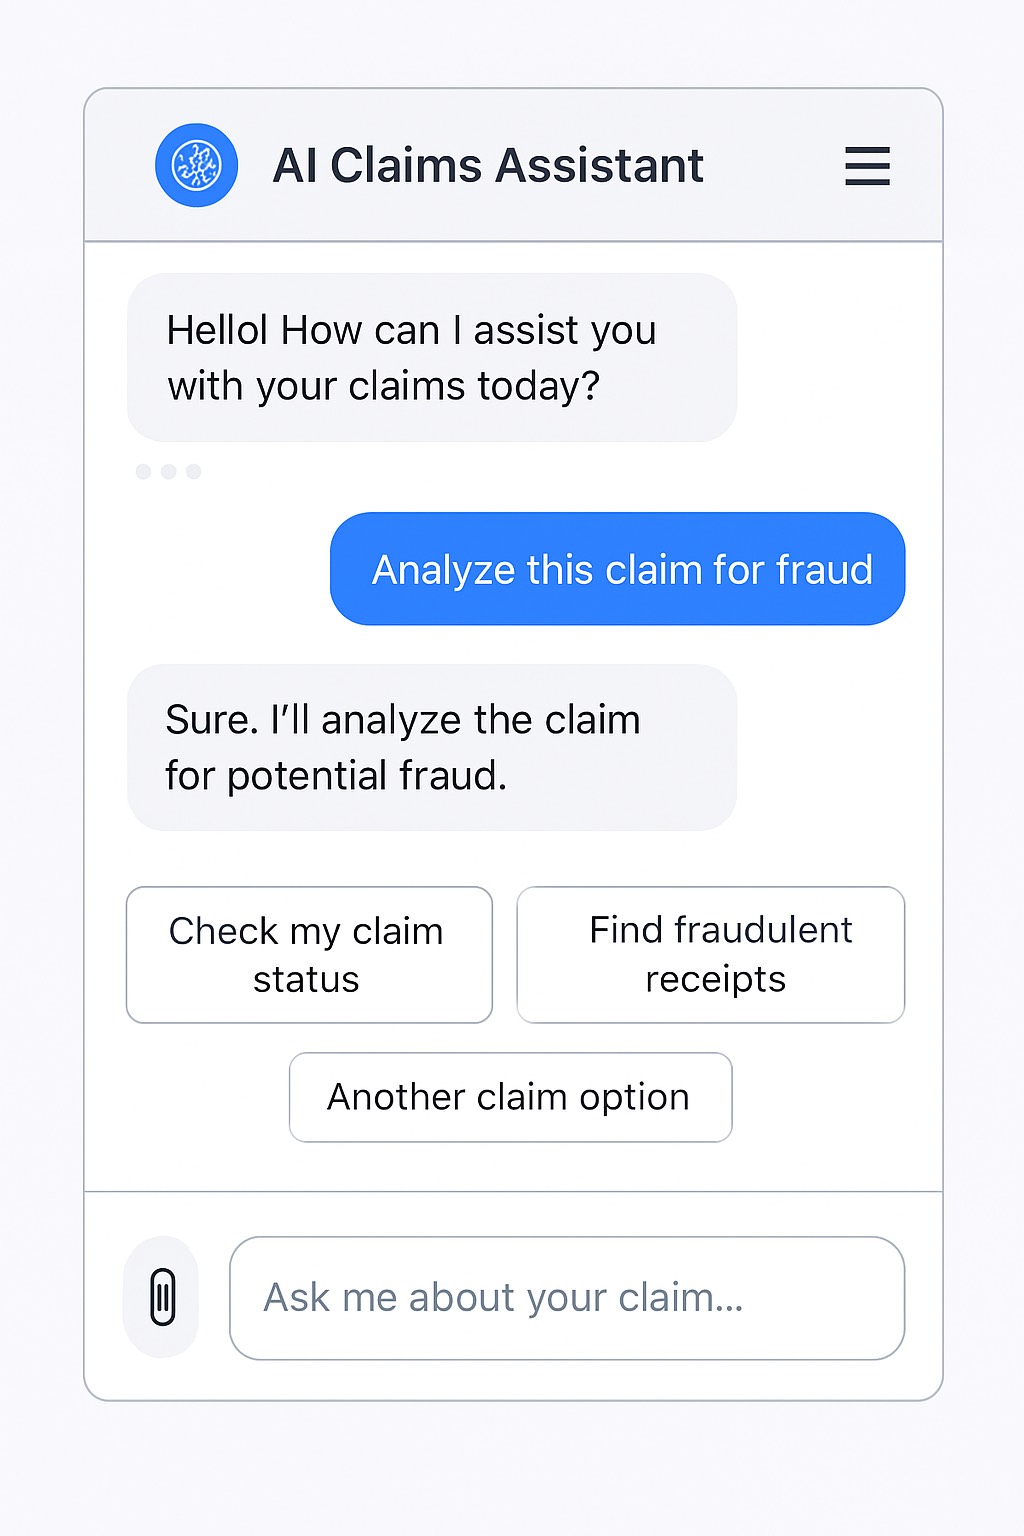 AI Claims Assistant
Hellol How can I assist you
with your claims today?
Analyze this claim for fraud
Sure. I’ll analyze the claim
for potential fraud.
Check my claim
status
Find fraudulent
receipts
Another claim option
Ask me about your claim...